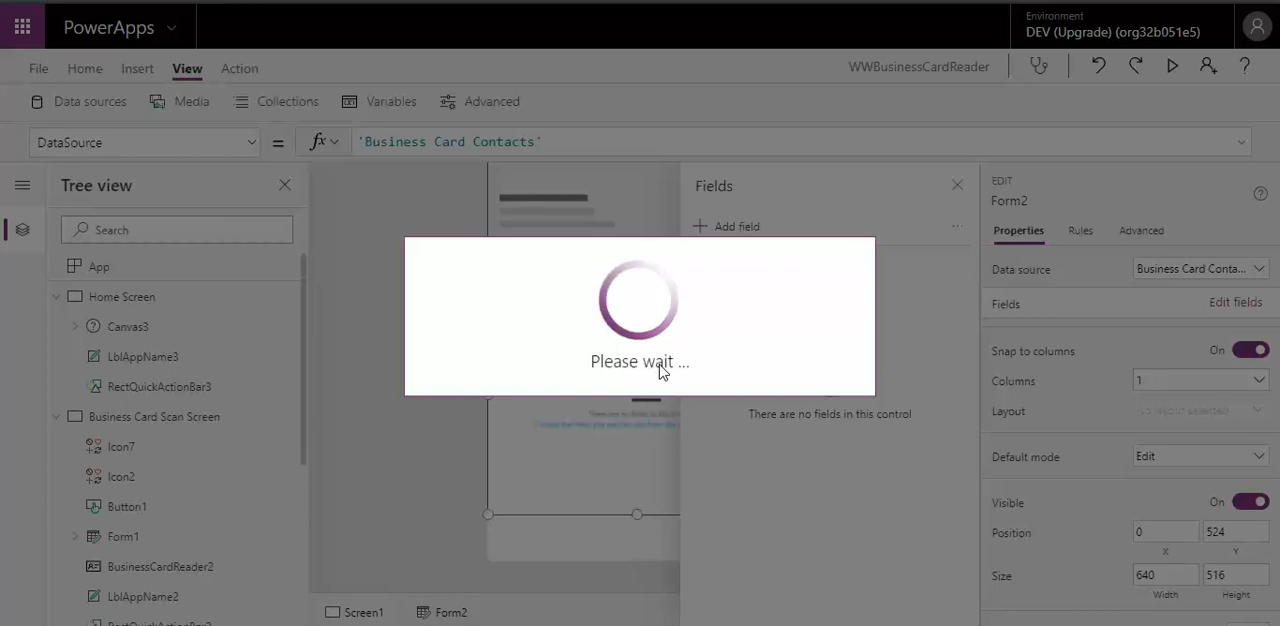 PowerApps
Environment
DEV (Upgrade) (org32b051e5)
File Home Insert View Action
WWBusinessCardReader
Data sources Media Collections Variables Advanced
DataSource = fx 'Business Card Contacts'
Tree view
Search
App
Home Screen
Canvas3
LblAppName3
RectQuickActionBar3
Business Card Scan Screen
Icon7
Icon2
Button1
Form1
BusinessCardReader2
LblAppName2
RectQuickActionBar2
Screen1 Form2
Fields
Add field
There are no fields in this control
Please wait ...
EDIT
Form2
Properties Rules Advanced
Data source Business Card Conta...
Fields Edit fields
Snap to columns On
Columns 1
Layout No layout selected
Default mode Edit
Visible On
Position 0 524
X Y
Size 640 516
Width Height